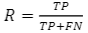 R = TP / TP+FN